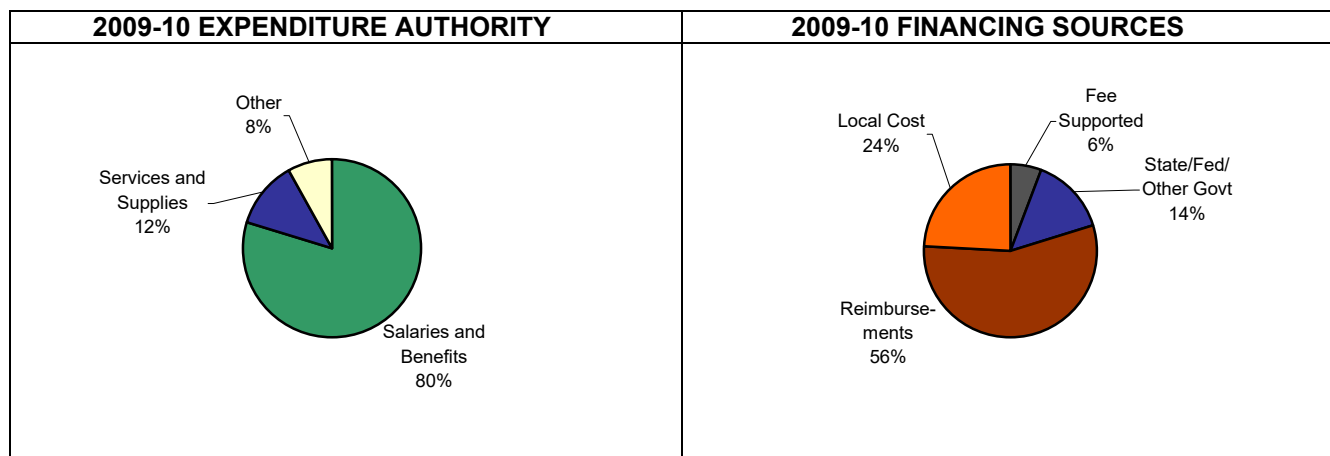 2009-10 EXPENDITURE AUTHORITY
Other
8%
Services and
Supplies
12%
Salaries and
Benefits
80%
2009-10 FINANCING SOURCES
Fee
Supported
6%
Local Cost
24%
State/Fed/
Other Govt
14%
Reimburse-
ments
56%